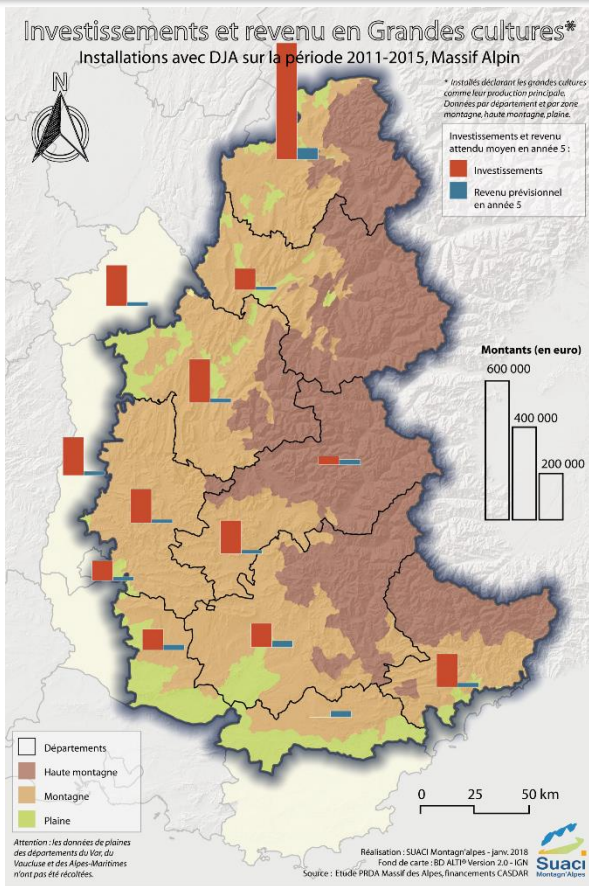 Investissements et revenu en Grandes cultures*
Installations avec DJA sur la période 2011-2015, Massif Alpin
N
* Installés déclarant les grandes cultures
comme leur production principale.
Données par département et par zone
montagne, haute montagne, plaine.
Investissements et revenu
attendu moyen en année 5 :
Investissements
Revenu prévisionnel
en année 5
Montants (en euro)
600 000
400 000
200 000
Départements
Haute montagne
Montagne
Plaine
Attention : les données de plaines
des départements du Var, du
Vaucluse et des Alpes-Maritimes
n'ont pas été récoltées.
0 25 50 km
Réalisation : SUACI Montagn'alpes - janv. 2018
Fond de carte : BD ALTI® Version 2.0 - IGN
Source : Etude PRDA Massif des Alpes, financements CASDAR
Suaci
Montagn'Alpes